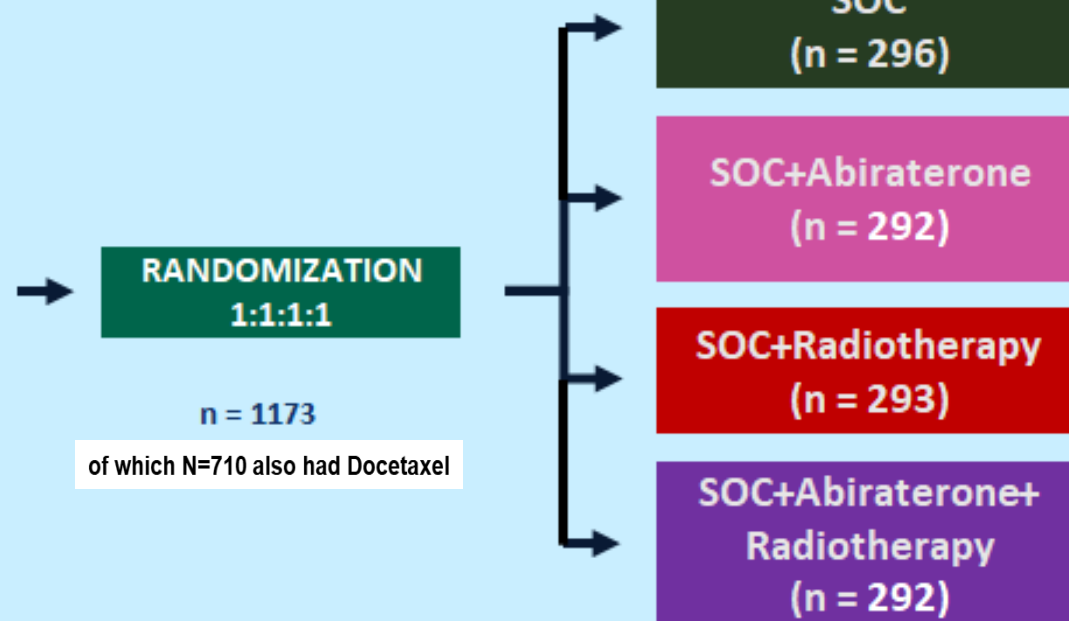 SOC
(n = 296)
SOC+Abiraterone
(n = 292)
RANDOMIZATION
1:1:1:1
SOC+Radiotherapy
(n = 293)
n = 1173
of which N=710 also had Docetaxel
SOC+Abiraterone+
Radiotherapy
(n = 292)